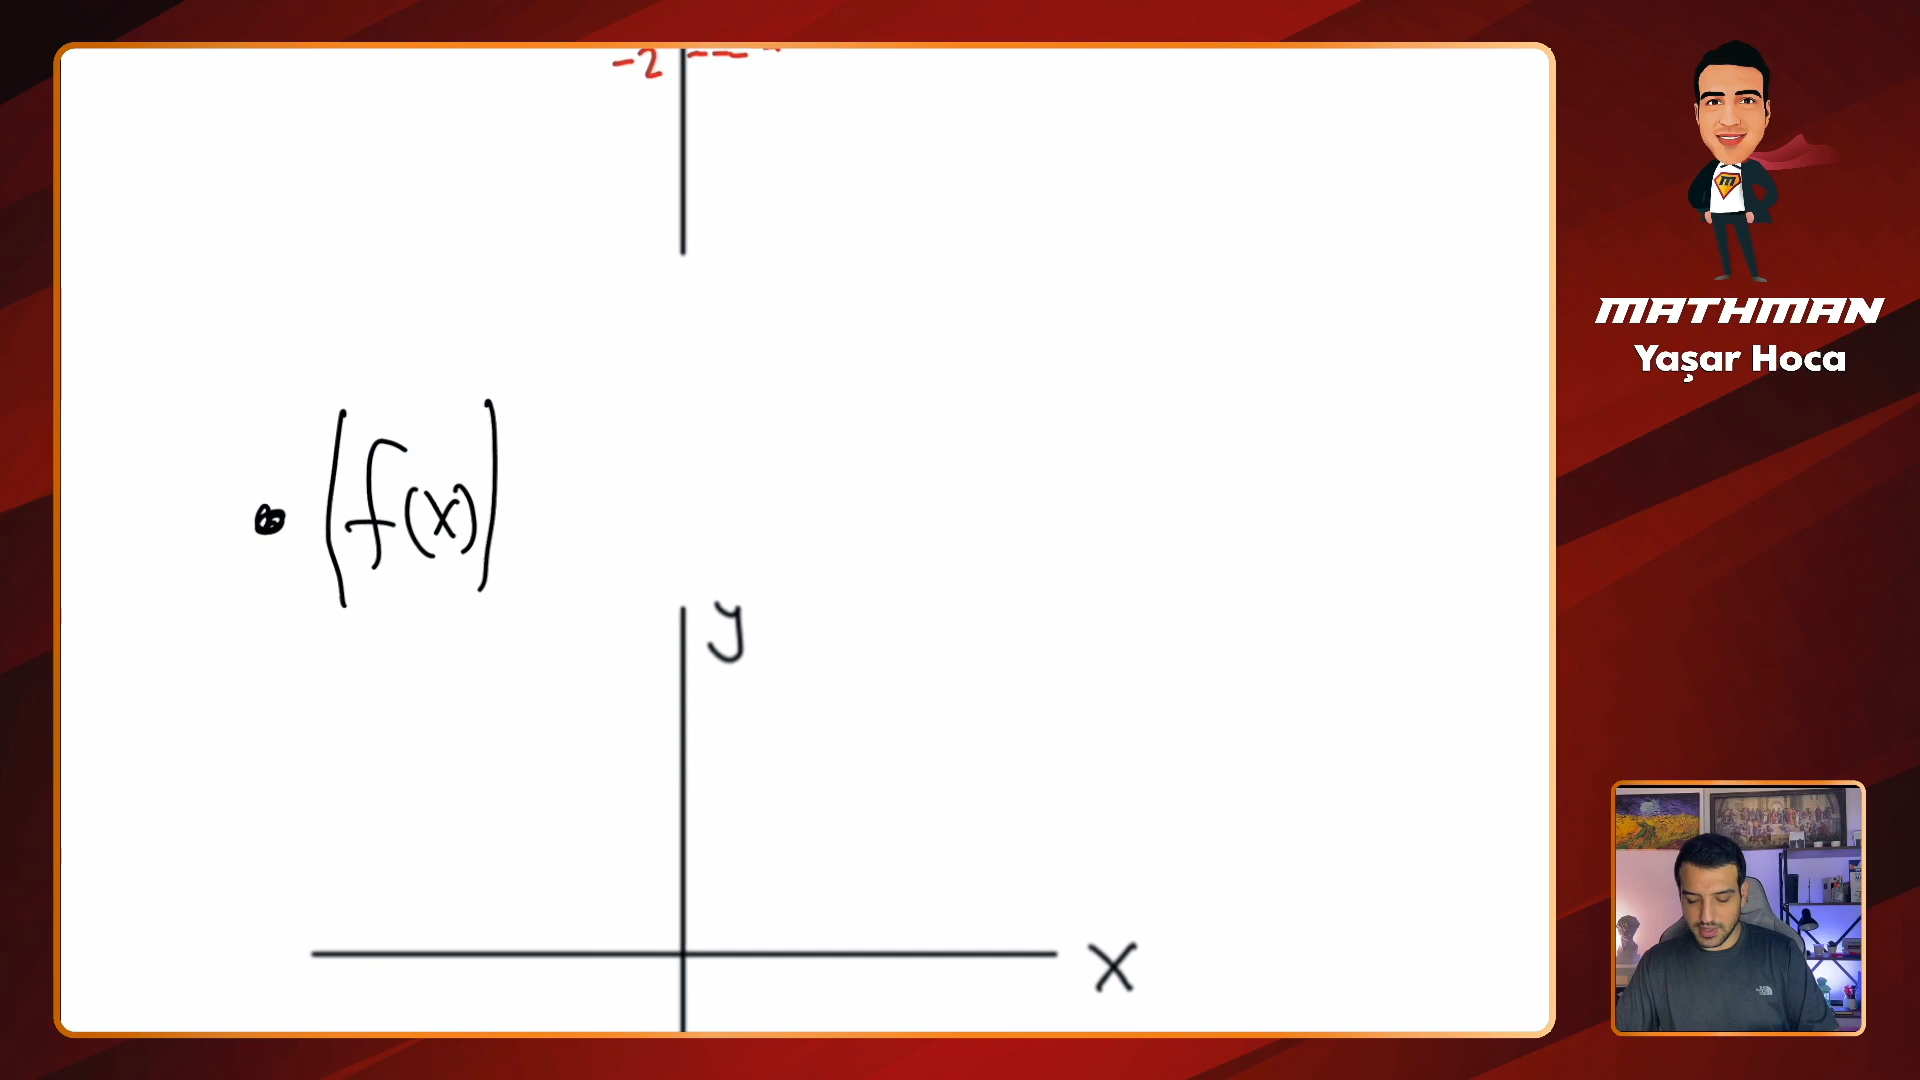 -2
• |f(x)|
y
x
MATHMAN
Yaşar Hoca